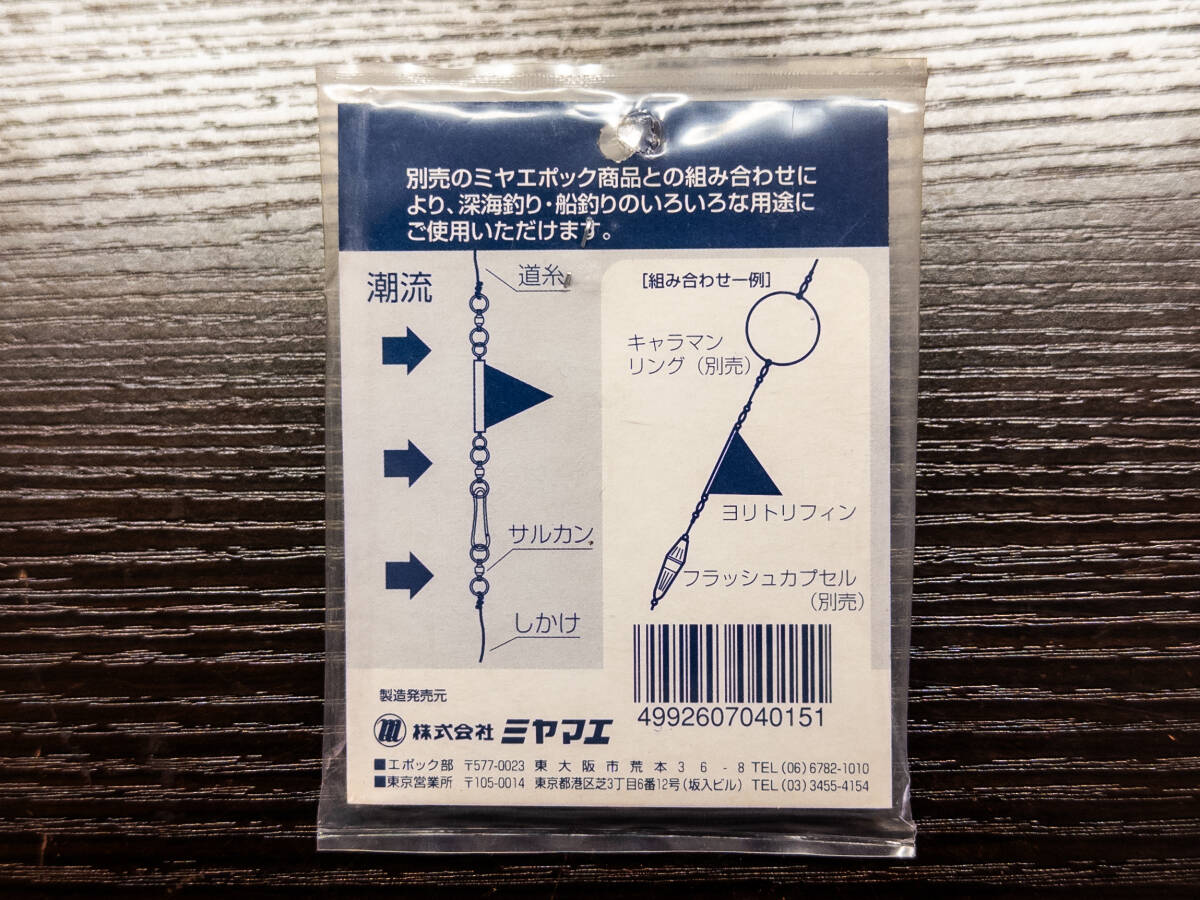 別売のミヤエポック商品との組み合わせに
より、深海釣り・船釣りのいろいろな用途に
ご使用いただけます。
潮流
道糸
サルカン
しかけ
[組み合わせ一例]
キャラマン
リング(別売)
ヨリトリフィン
フラッシュカプセル
(別売)
4992607040151
製造発売元
m 株式会社 ミヤマエ
■エポック部 〒577-0023 東大阪市荒本36-8 TEL(06)6782-1010
■東京営業所 〒105-0014 東京都港区芝3丁目6番12号(坂入ビル) TEL(03)3455-4154